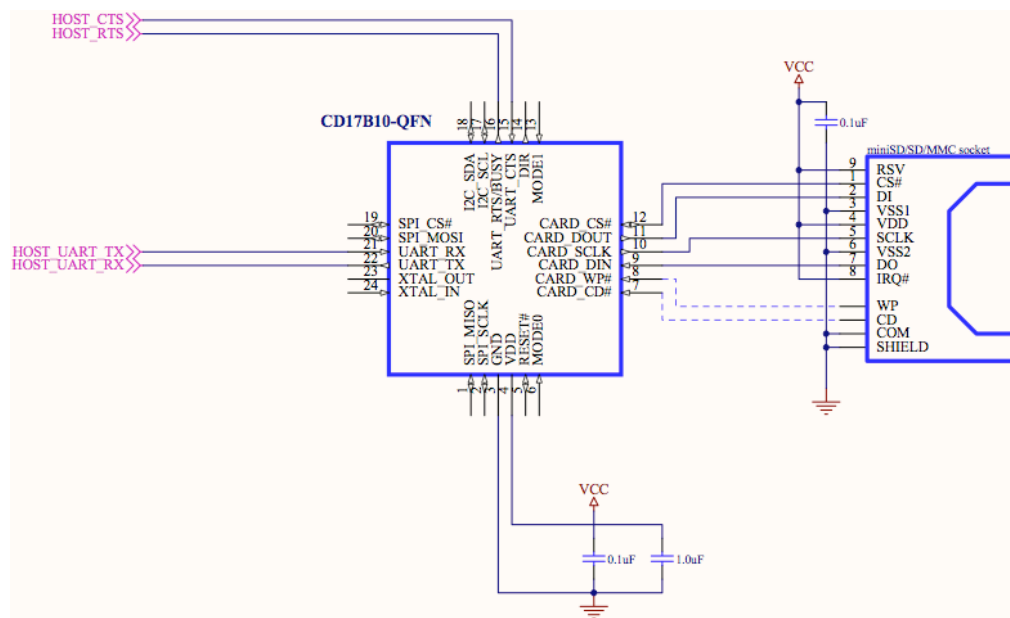 HOST_CTS
HOST_RTS
VCC
CD17B10-QFN
0.1uF
miniSD/SD/MMC socket
18 17 16 15 14 13
I2C_SDA
I2C_SCL
UART_RTS/BUSY
UART_CTS
DIR
MODE1
19 SPI_CS#
20 SPI_MOSI
21 UART_RX
22 UART_TX
23 XTAL_OUT
24 XTAL_IN
HOST_UART_TX
HOST_UART_RX
CARD_CS# 12
CARD_DOUT 11
CARD_SCLK 10
CARD_DIN 9
CARD_WP# 8
CARD_CD# 7
9 RSV
1 CS#
2 DI
3 VSS1
4 VDD
5 SCLK
6 VSS2
7 DO
8 IRQ#
WP
CD
COM
SHIELD
SPI_MISO
SPI_SCLK
GND
VDD
RESET#
MODE0
1 2 3 4 5 6
VCC
0.1uF
1.0uF